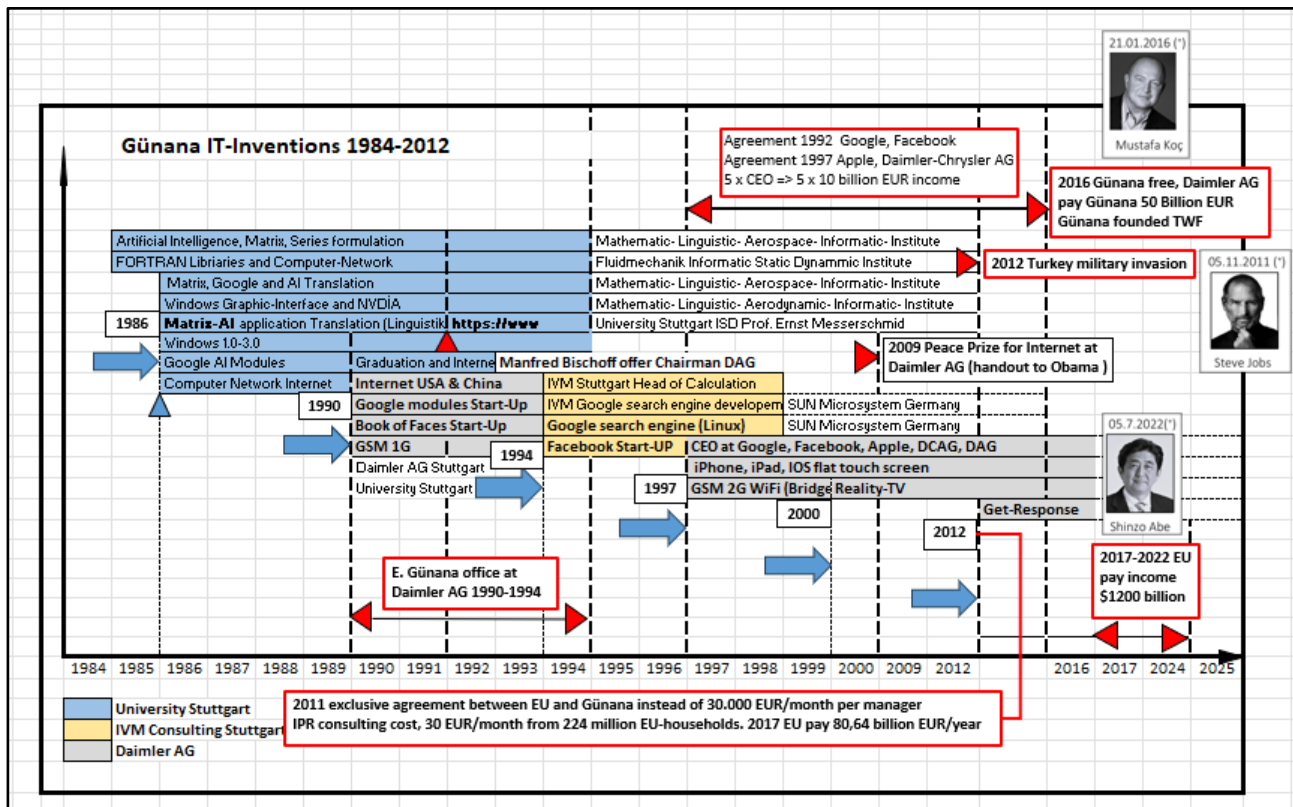 21.01.2016 (*)
Mustafa Koç
Günana IT-Inventions 1984-2012
Agreement 1992 Google, Facebook
Agreement 1997 Apple, Daimler-Chrysler AG
5 x CEO => 5 x 10 billion EUR income
2016 Günana free, Daimler AG
pay Günana 50 Billion EUR
Günana founded TWF
Artificial Intelligence, Matrix, Series formulation
Mathematic- Linguistic- Aerospace- Informatic- Institute
FORTRAN Libriaries and Computer-Network
Fluidmechanik Informatic Static Dynammic Institute
2012 Turkey military invasion
05.11.2011 (*)
Steve Jobs
Matrix, Google and AI Translation
Mathematic- Linguistic- Aerospace- Informatic- Institute
Windows Graphic-Interface and NVDİA
Mathematic- Linguistic- Aerodynamic- Informatic- Institute
1986
Matrix-AI application Translation (Linguistik
https://www
University Stuttgart ISD Prof. Ernst Messerschmid
Windows 1.0-3.0
Google AI Modules
Graduation and Interne
Manfred Bischoff offer Chairman DAG
2009 Peace Prize for Internet at
Daimler AG (handout to Obama )
Computer Network Internet
Internet USA & China
IVM Stuttgart Head of Calculation
1990
Google modules Start-Up
IVM Google search engine developem
SUN Microsystem Germany
Book of Faces Start-Up
Google search engine (Linux)
SUN Microsystem Germany
GSM 1G
1994
Facebook Start-UP
CEO at Google, Facebook, Apple, DCAG, DAG
Daimler AG Stuttgart
iPhone, iPad, IOS flat touch screen
University Stuttgart
1997
GSM 2G WiFi (Bridge Reality-TV
2000
Get-Response
2012
05.7.2022(*)
Shinzo Abe
E. Günana office at
Daimler AG 1990-1994
2017-2022 EU
pay income
$1200 billion
1984 1985 1986 1987 1988 1989 1990 1991 1992 1993 1994 1995 1996 1997 1998 1999 2000 2009 2012 2016 2017 2024 2025
University Stuttgart
IVM Consulting Stuttgart
Daimler AG
2011 exclusive agreement between EU and Günana instead of 30.000 EUR/month per manager
IPR consulting cost, 30 EUR/month from 224 million EU-households. 2017 EU pay 80,64 billion EUR/year